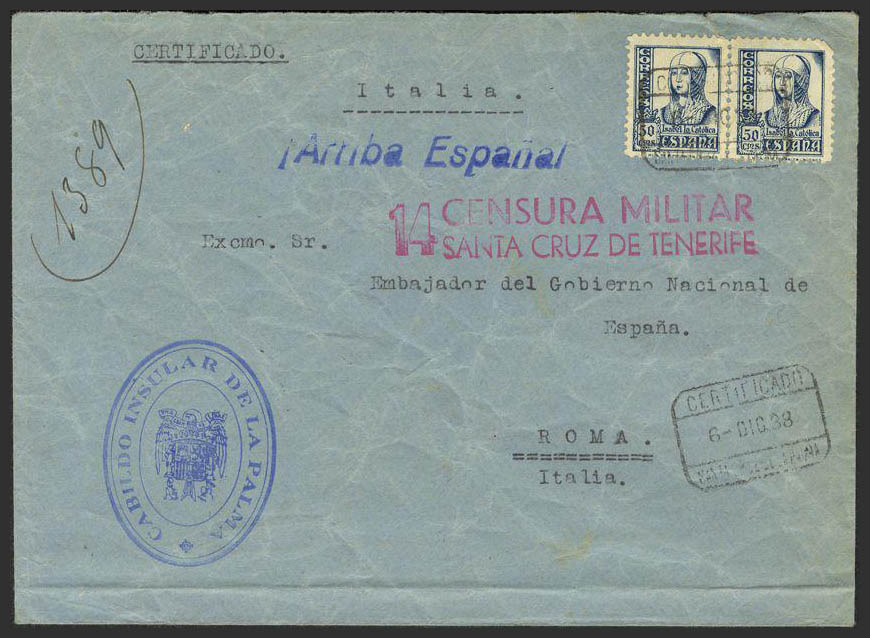 CERTIFICADO.
Italia.
1389
¡Arriba España!
CORREOS
50 CTS
Isabel la Católica
ESPAÑA
CORREOS
50 CTS
Isabel la Católica
ESPAÑA
14 CENSURA MILITAR
SANTA CRUZ DE TENERIFE
Excmo. Sr.
Embajador del Gobierno Nacional de
España.
CABILDO INSULAR DE LA PALMA
CERTIFICADO
6-DIC.38
ROMA.
Italia.